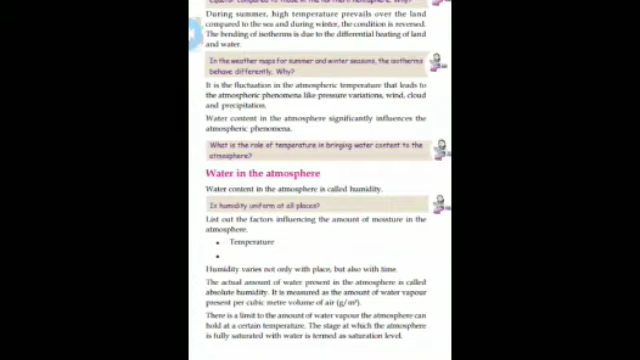 Equator compared to those in the northern hemisphere. Why?
During summer, high temperature prevails over the land
compared to the sea and during winter, the condition is reversed.
The bending of isotherms is due to the differential heating of land
and water.
In the weather maps for summer and winter seasons, the isotherms
behave differently. Why?
It is the fluctuation in the atmospheric temperature that leads to
the atmospheric phenomena like pressure variations, wind, cloud
and precipitation.
Water content in the atmosphere significantly influences the
atmospheric phenomena.
What is the role of temperature in bringing water content to the
atmosphere?
Water in the atmosphere
Water content in the atmosphere is called humidity.
Is humidity uniform at all places?
List out the factors influencing the amount of moisture in the
atmosphere.
• Temperature
•
Humidity varies not only with place, but also with time.
The actual amount of water present in the atmosphere is called
absolute humidity. It is measured as the amount of water vapour
present per cubic metre volume of air (g/m³).
There is a limit to the amount of water vapour the atmosphere can
hold at a certain temperature. The stage at which the atmosphere
is fully saturated with water is termed as saturation level.